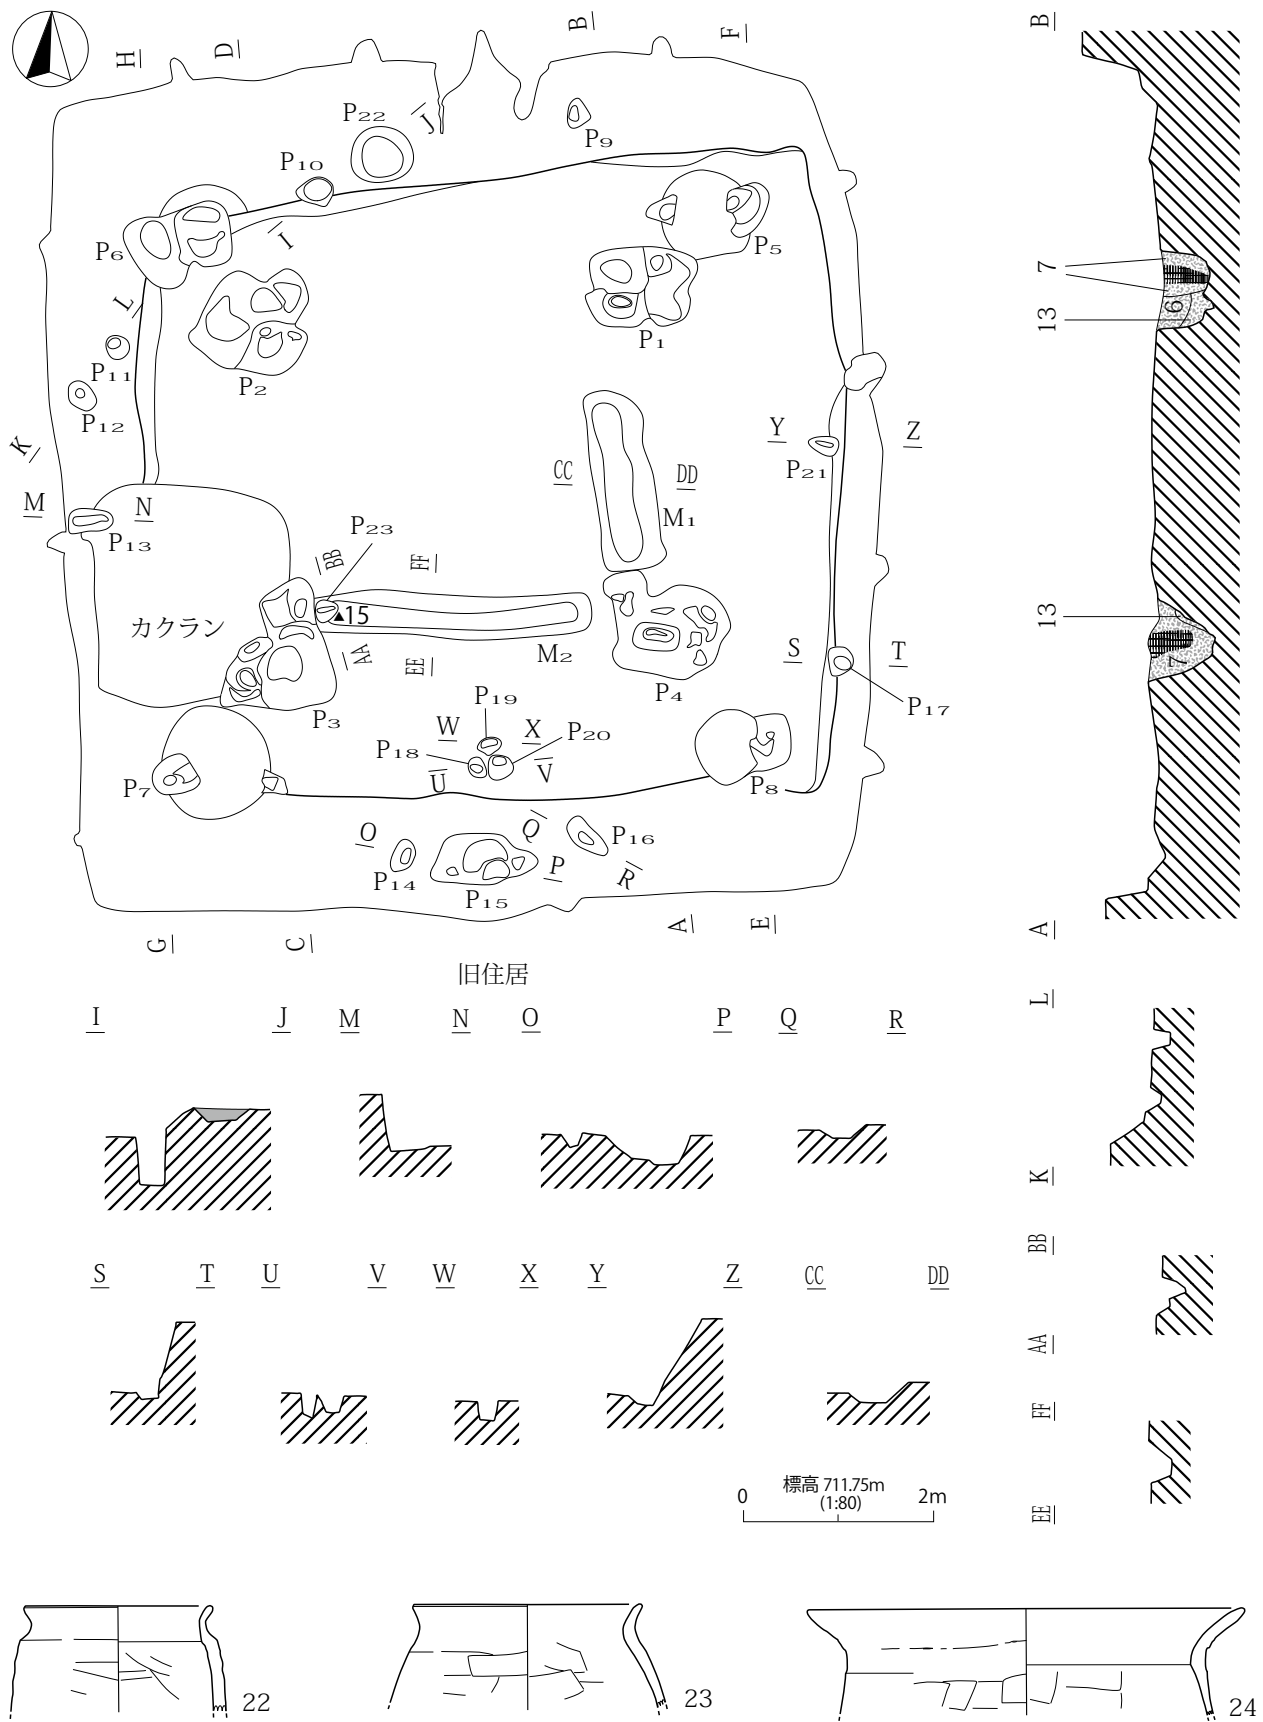 H D B F B
P22 J P9
P10
P6 I P5
L P1
P2
P11
P12
7
6
13
K Y Z
P21
CC DD
M N M1
P13 P23
BB FF
▲15
カクラン
13
7
M2
AA EE
S T
P3 P4
P19 P17
W X P20
P18
U V
P7 P8
O Q P16
P R
P14 P15
G C A E A
旧住居
L
I J M N O P Q R
K
BB
S T U V W X Y Z CC DD
AA
FF
標高 711.75m
0 (1:80) 2m
EE
22 23 24